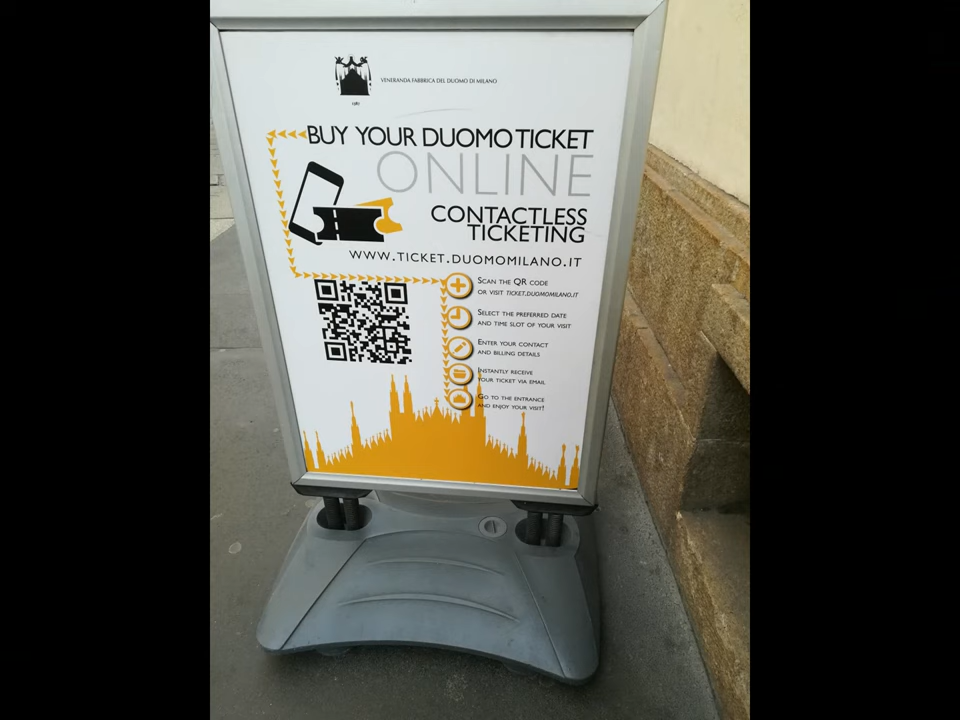 VENERANDA FABBRICA DEL DUOMO DI MILANO
1387
BUY YOUR DUOMO TICKET
ONLINE
CONTACTLESS
TICKETING
WWW.TICKET.DUOMOMILANO.IT
SCAN THE QR CODE
OR VISIT TICKET.DUOMOMILANO.IT
SELECT THE PREFERRED DATE
AND TIME SLOT OF YOUR VISIT
ENTER YOUR CONTACT
AND BILLING DETAILS
INSTANTLY RECEIVE
YOUR TICKET VIA EMAIL
GO TO THE ENTRANCE
AND ENJOY YOUR VISIT!